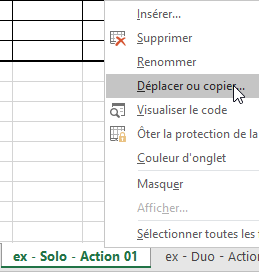 Insérer...
Supprimer
Renommer
Déplacer ou copier...
Visualiser le code
Ôter la protection de la
Couleur d'onglet
Masquer
Afficher...
Sélectionner toutes les
ex - Solo - Action 01 ex - Duo - Action